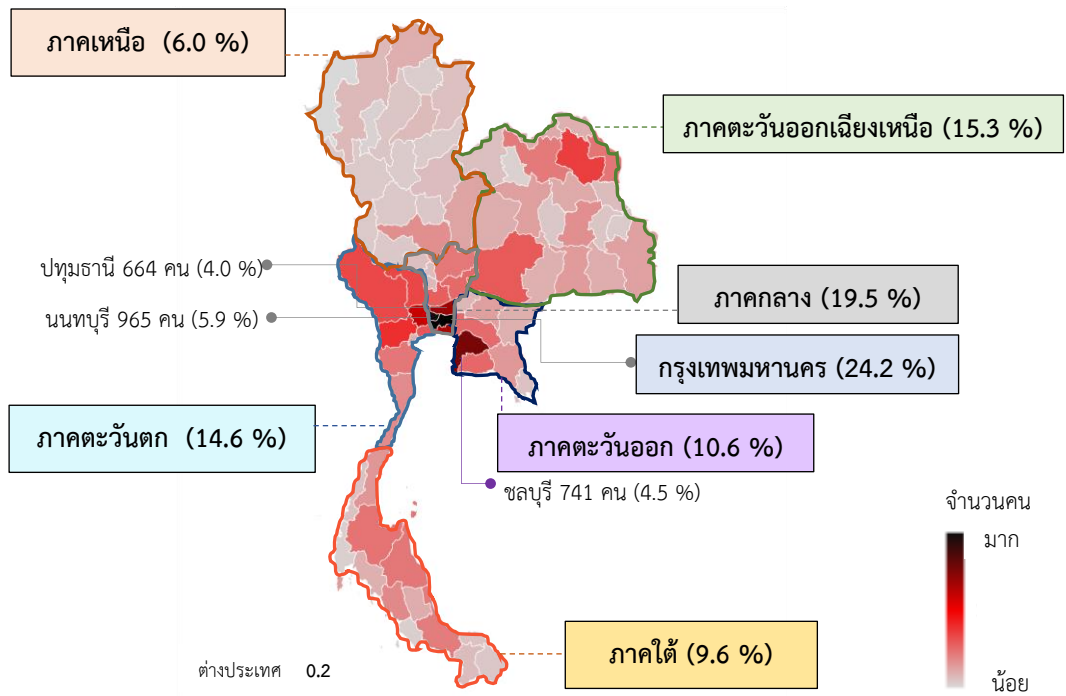 ภาคเหนือ (6.0 %)
ภาคตะวันออกเฉียงเหนือ (15.3 %)
ปทุมธานี 664 คน (4.0 %)
นนทบุรี 965 คน (5.9 %)
ภาคกลาง (19.5 %)
กรุงเทพมหานคร (24.2 %)
ภาคตะวันตก (14.6 %)
ภาคตะวันออก (10.6 %)
ชลบุรี 741 คน (4.5 %)
จำนวนคน
มาก
น้อย
ภาคใต้ (9.6 %)
ต่างประเทศ 0.2